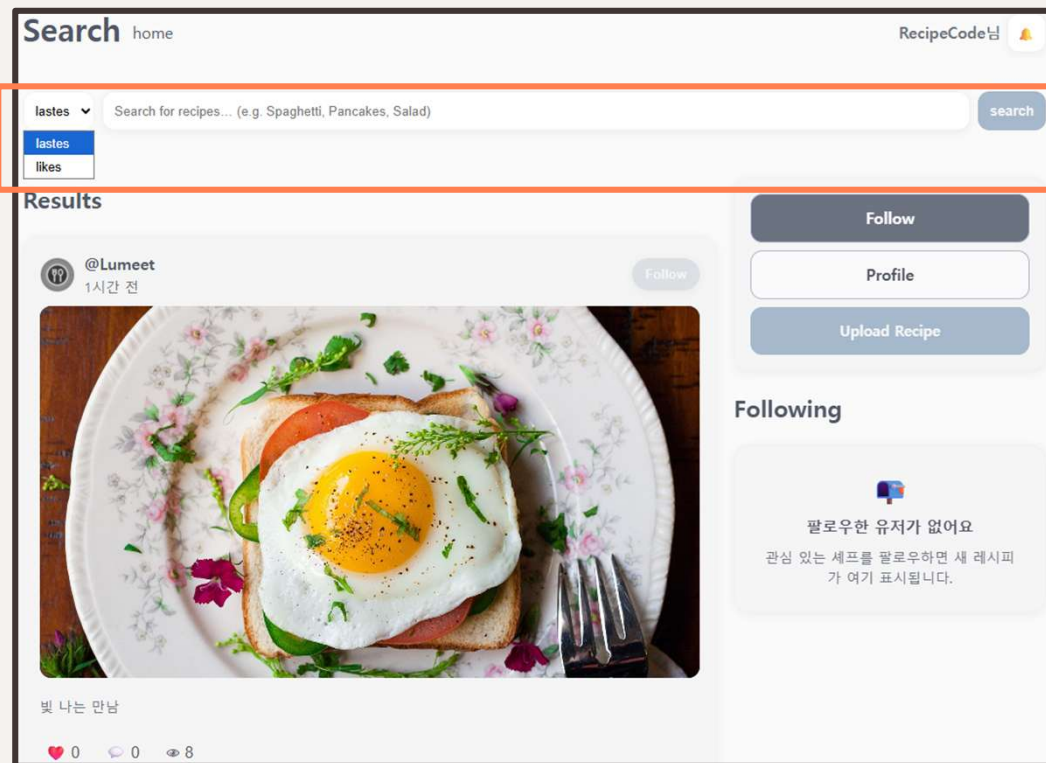 Search home
RecipeCode님
lastes
Search for recipes... (e.g. Spaghetti, Pancakes, Salad)
search
lastes
likes
Results
@Lumeet
1시간 전
Follow
빛 나는 만남
0 0 8
Follow
Profile
Upload Recipe
Following
팔로우한 유저가 없어요
관심 있는 셰프를 팔로우하면 새 레시피
가 여기 표시됩니다.